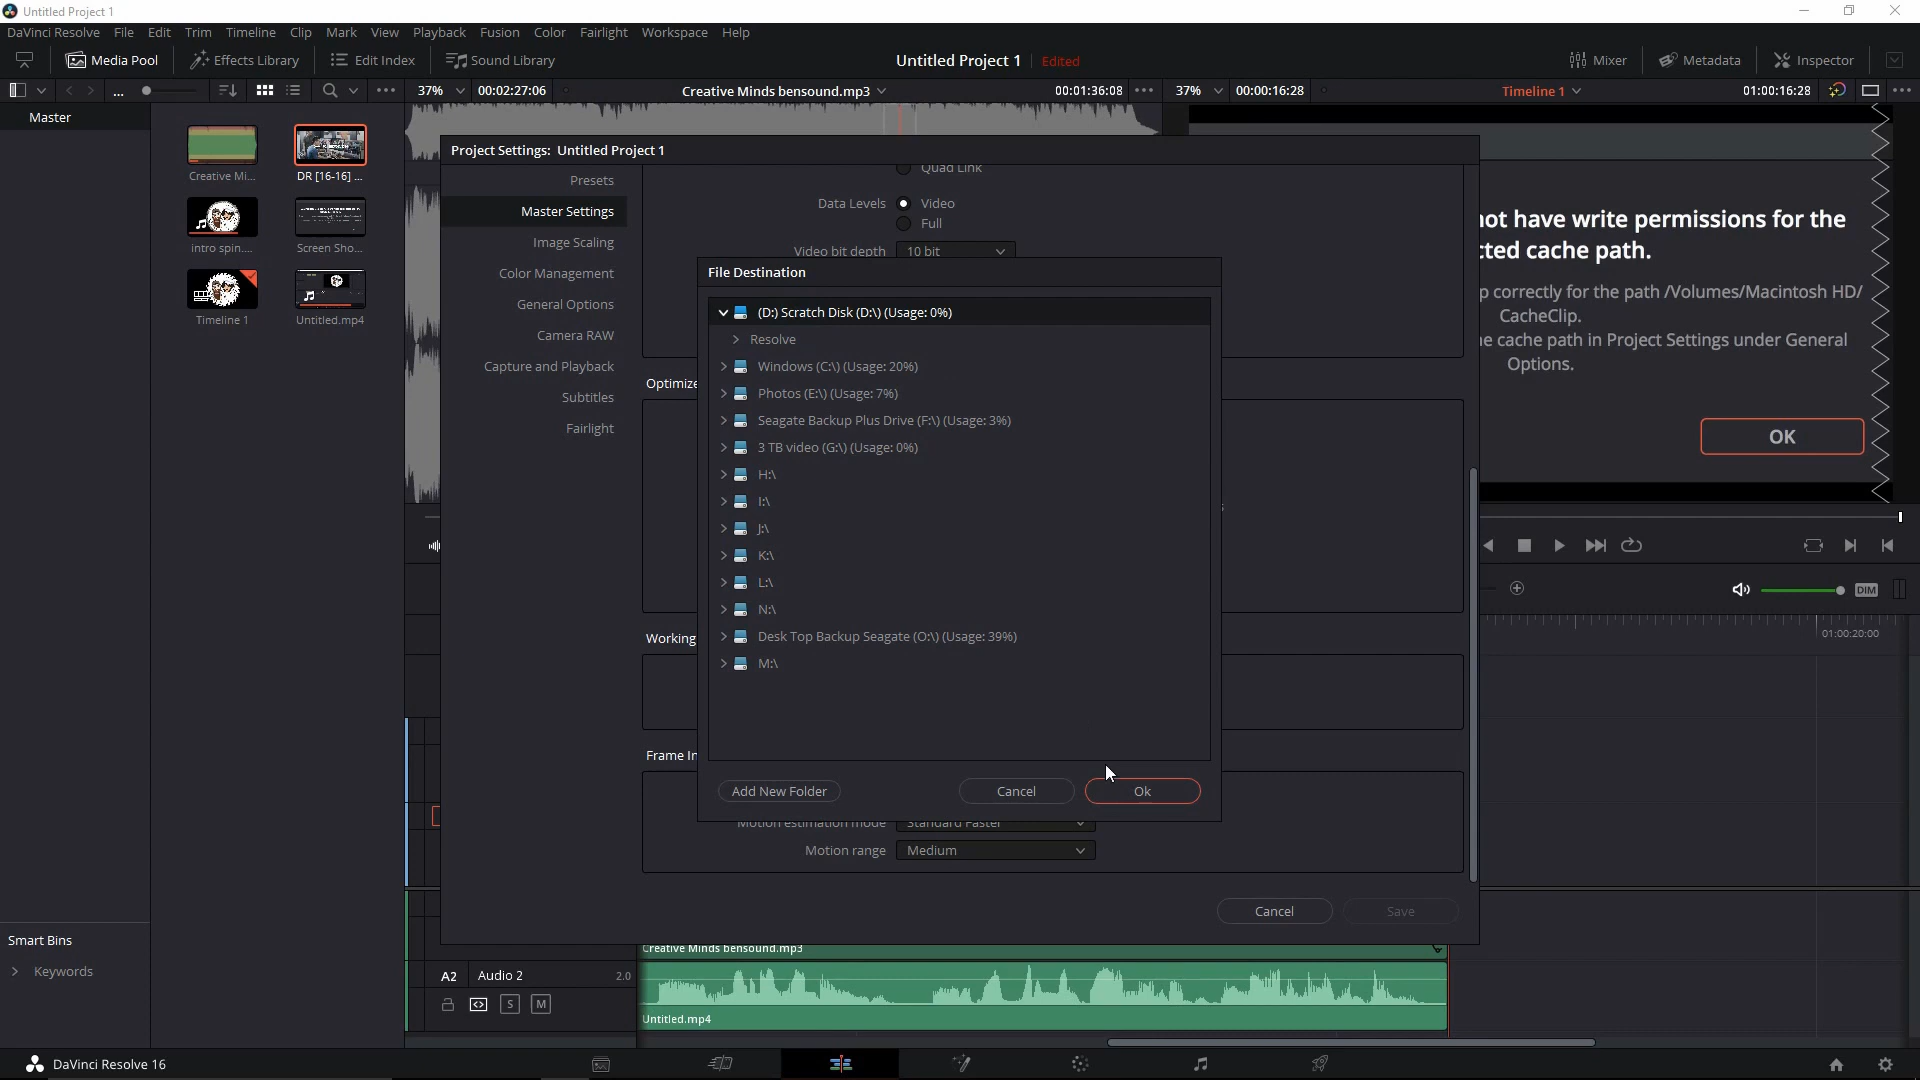 Untitled Project 1
DaVinci Resolve File Edit Trim Timeline Clip Mark View Playback Fusion Color Fairlight Workspace Help
Media Pool Effects Library Edit Index Sound Library Untitled Project 1 Edited Mixer Metadata Inspector
... 37% 00:02:27:06 Creative Minds bensound.mp3 00:01:36:08 ... 37% 00:00:16:28 Timeline 1 01:00:16:28 ...
Master
Creative Mi... DR [16-16] ...
intro spin.... Screen Sho...
Timeline 1 Untitled.mp4
Project Settings: Untitled Project 1
Presets
Master Settings
Image Scaling
Color Management
General Options
Camera RAW
Capture and Playback
Subtitles
Fairlight
Quad Link
Data Levels Video
Full
Video bit depth 10 bit
Optimize
Working
Frame In
File Destination
(D:) Scratch Disk (D:\) (Usage: 0%)
Resolve
Windows (C:\) (Usage: 20%)
Photos (E:\) (Usage: 7%)
Seagate Backup Plus Drive (F:\) (Usage: 3%)
3 TB video (G:\) (Usage: 0%)
H:\
I:\
J:\
K:\
L:\
N:\
Desk Top Backup Seagate (O:\) (Usage: 39%)
M:\
Add New Folder Cancel Ok
Motion estimation mode Standard Faster
Motion range Medium
Cancel Save
not have write permissions for the
cted cache path.
p correctly for the path /Volumes/Macintosh HD/
CacheClip.
e cache path in Project Settings under General
Options.
OK
DIM
01:00:20:00
Smart Bins
Keywords
Creative Minds bensound.mp3
A2 Audio 2 2.0
S M
Untitled.mp4
DaVinci Resolve 16